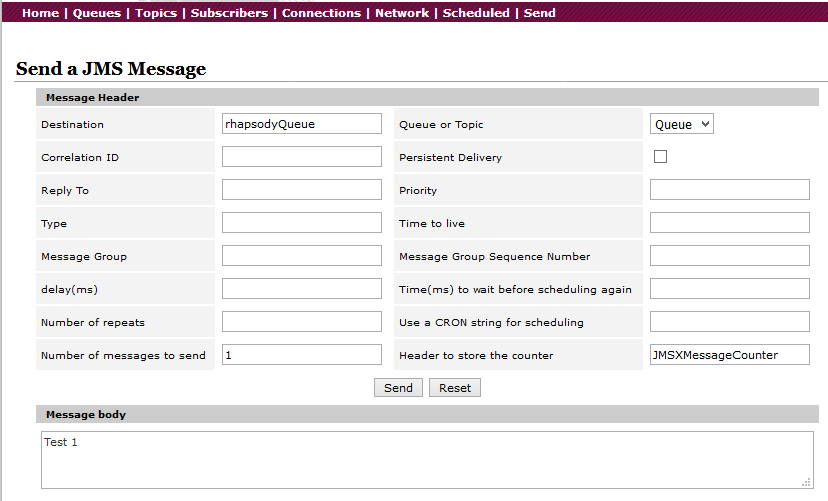 Home | Queues | Topics | Subscribers | Connections | Network | Scheduled | Send
Send a JMS Message
Message Header
Destination rhapsodyQueue Queue or Topic Queue
Correlation ID Persistent Delivery
Reply To Priority
Type Time to live
Message Group Message Group Sequence Number
delay(ms) Time(ms) to wait before scheduling again
Number of repeats Use a CRON string for scheduling
Number of messages to send 1 Header to store the counter JMSXMessageCounter
Send Reset
Message body
Test 1